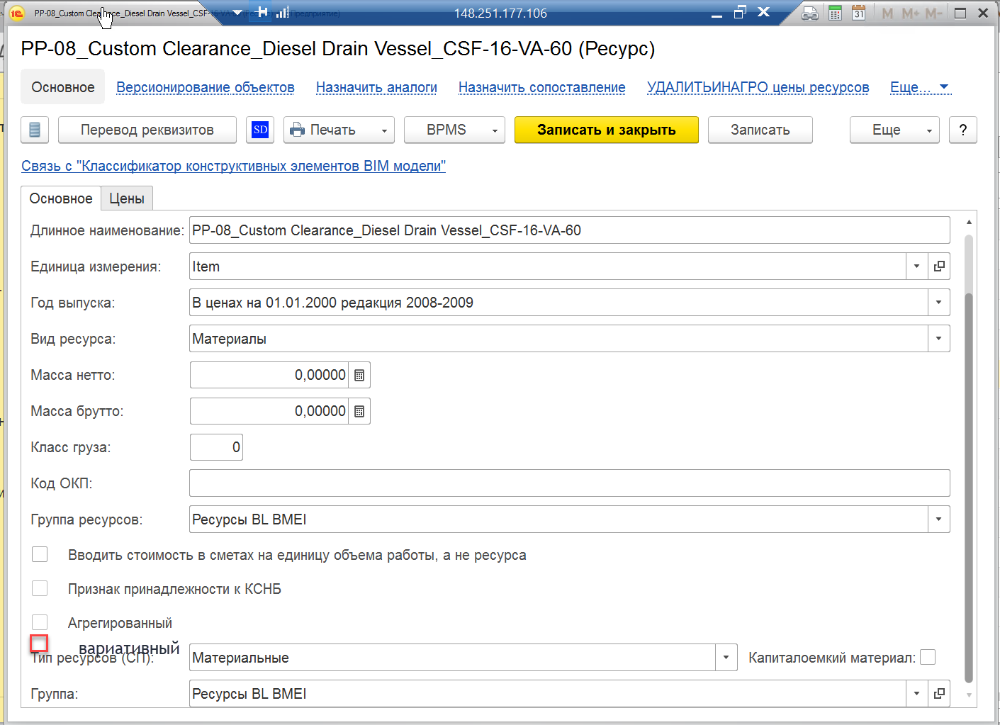 PP-08_Custom Clearance_Diesel Drain Vessel_CSF-16-VA-60
148.251.177.106
31 M M+ M-
PP-08_Custom Clearance_Diesel Drain Vessel_CSF-16-VA-60 (Ресурс)
Основное Версионирование объектов Назначить аналоги Назначить сопоставление УДАЛИТЬИНАГРО цены ресурсов Еще...
Перевод реквизитов SD Печать BPMS Записать и закрыть Записать Еще ?
Связь с "Классификатор конструктивных элементов BIM модели"
Основное Цены
Длинное наименование: PP-08_Custom Clearance_Diesel Drain Vessel_CSF-16-VA-60
Единица измерения: Item
Год выпуска: В ценах на 01.01.2000 редакция 2008-2009
Вид ресурса: Материалы
Масса нетто: 0,00000
Масса брутто: 0,00000
Класс груза: 0
Код ОКП:
Группа ресурсов: Ресурсы BL BMEI
Вводить стоимость в сметах на единицу объема работы, а не ресурса
Признак принадлежности к КСНБ
Агрегированный
вариативный
Тип ресурсов (СП): Материальные Капиталоемкий материал:
Группа: Ресурсы BL BMEI